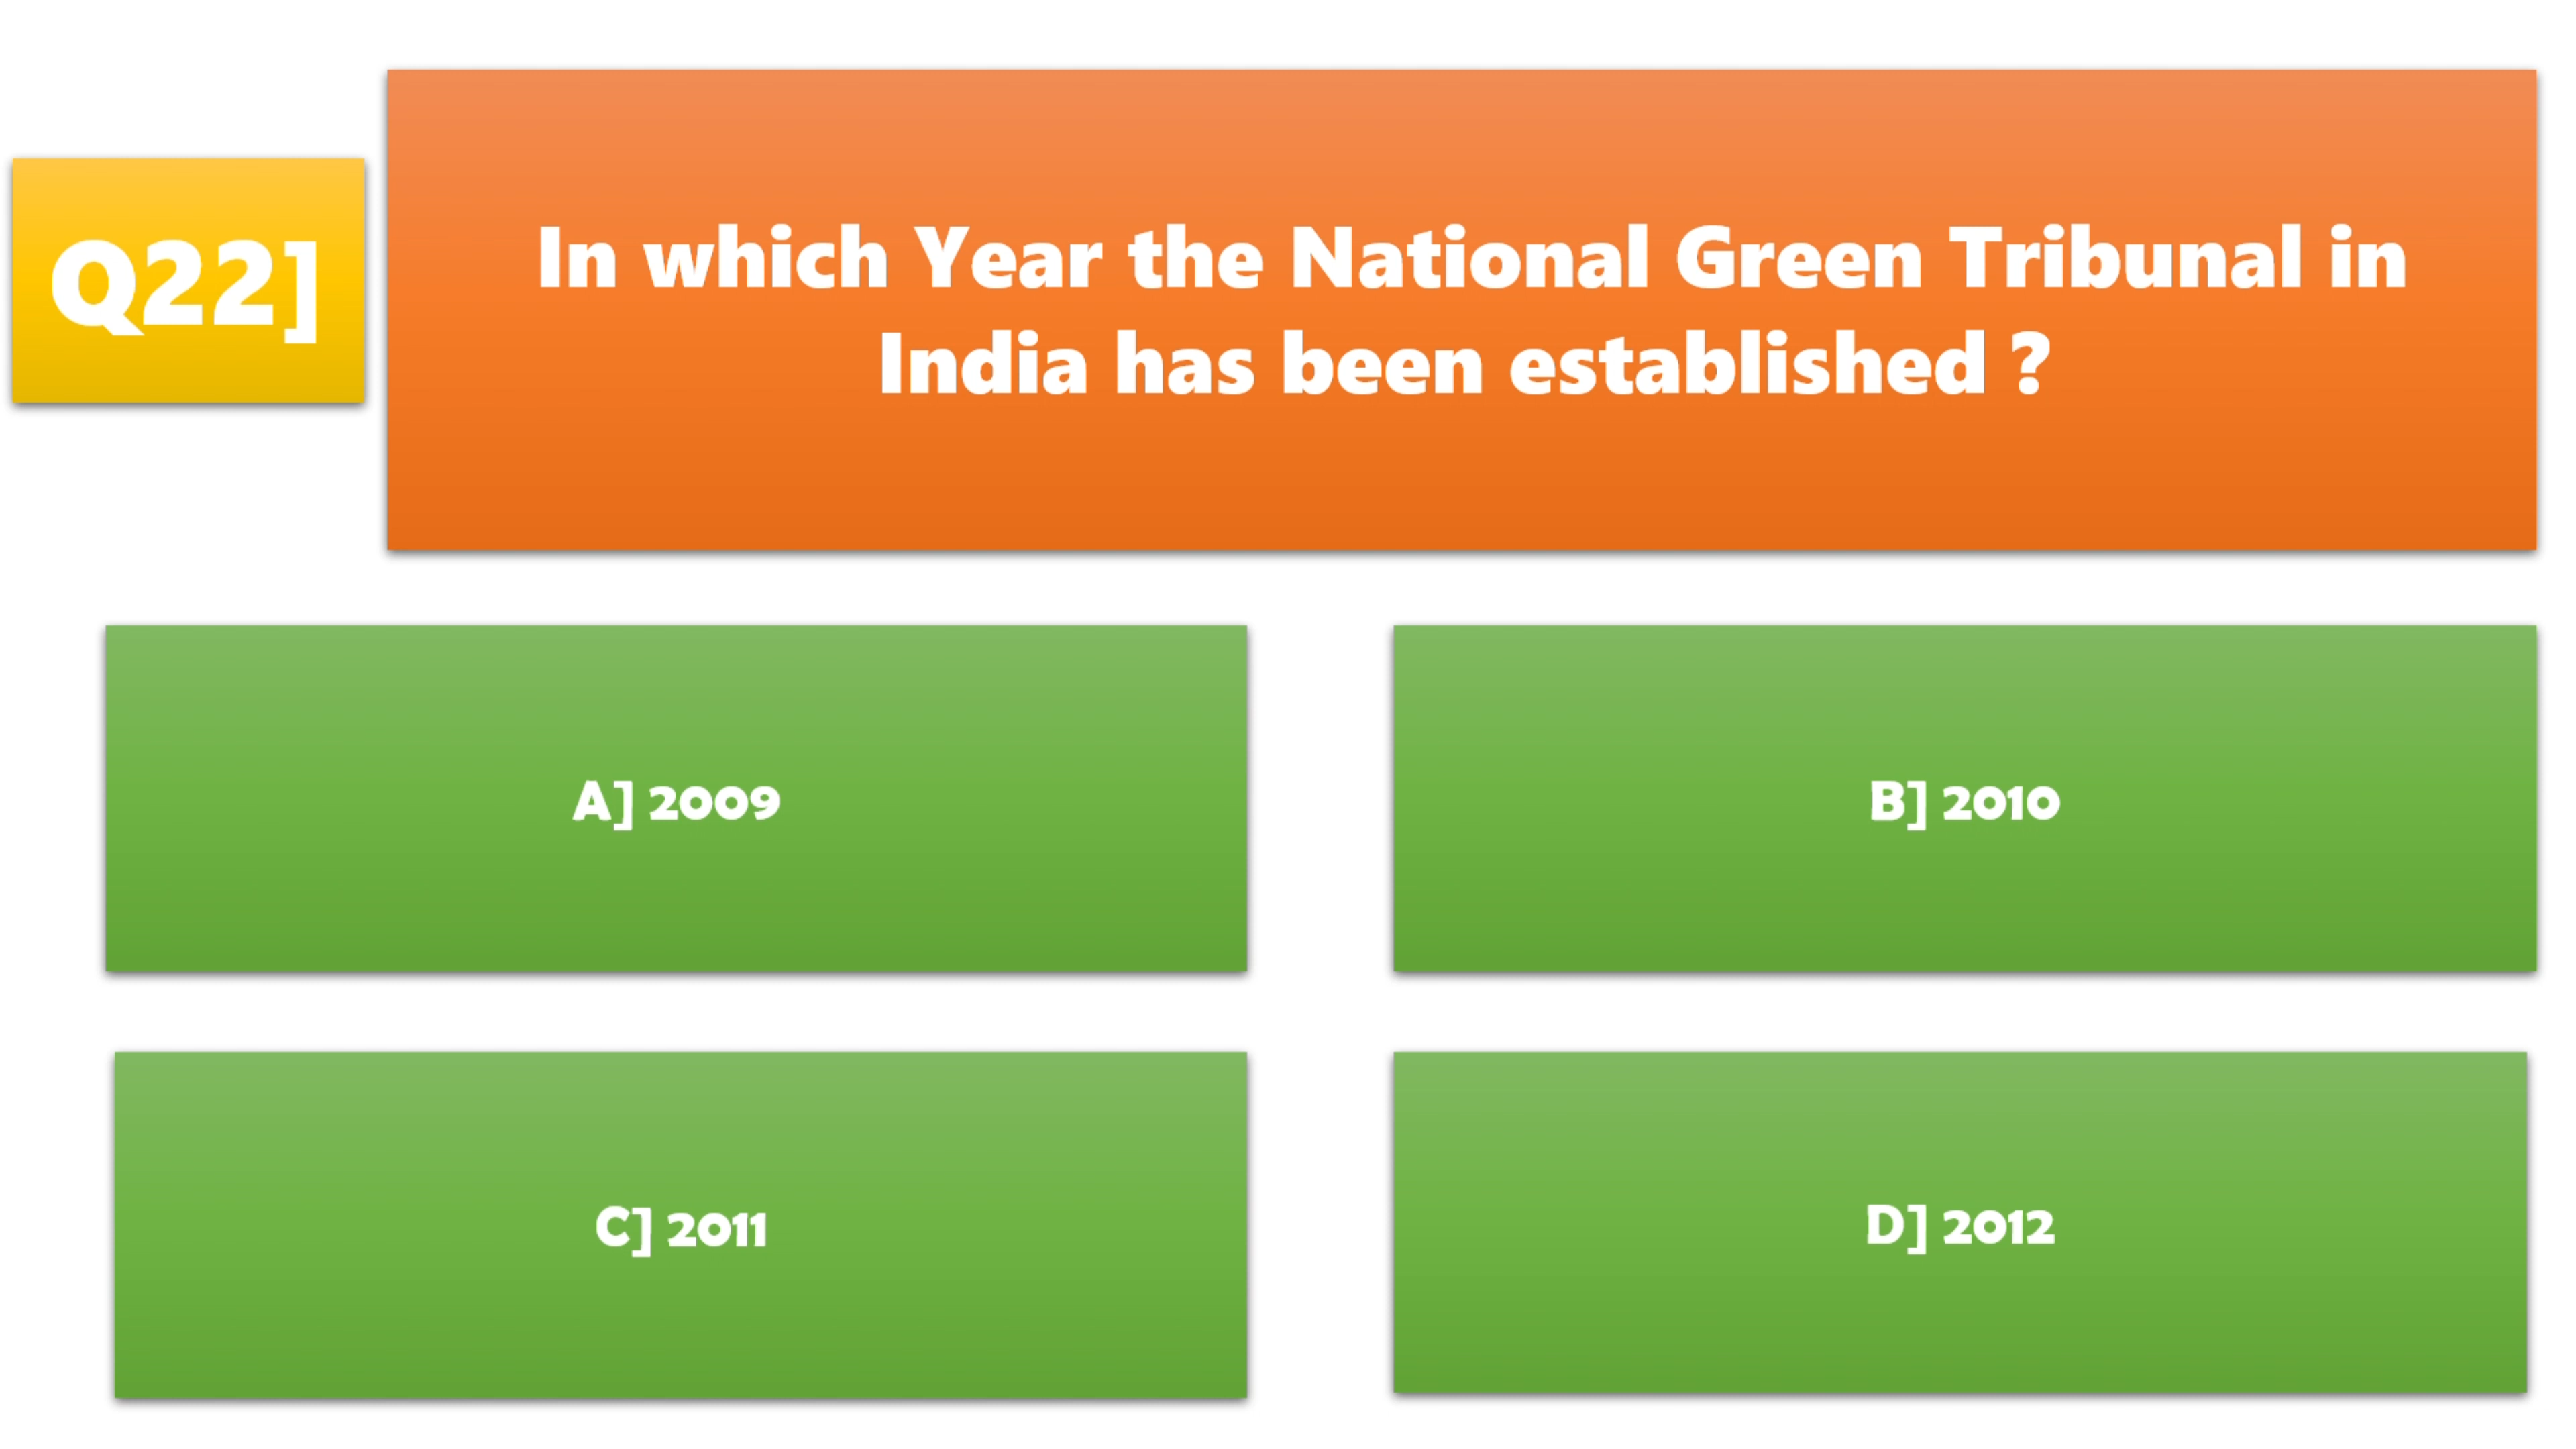 Q22]
In which Year the National Green Tribunal in
India has been established ?
A] 2009
B] 2010
C] 2011
D] 2012